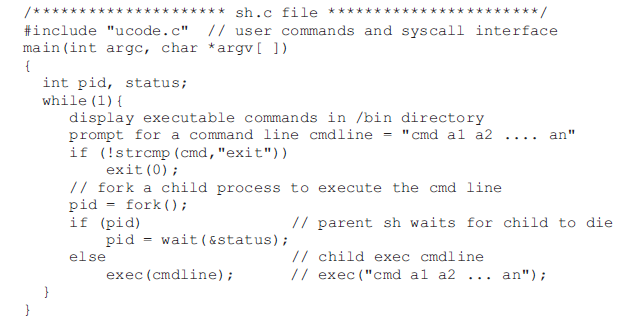 /********************* sh.c file ***********************/
#include "ucode.c"  // user commands and syscall interface
main(int argc, char *argv[ ])
{
  int pid, status;
  while(1){
     display executable commands in /bin directory
     prompt for a command line cmdline = "cmd a1 a2 .... an"
     if (!strcmp(cmd,"exit"))
         exit(0);
     // fork a child process to execute the cmd line
     pid = fork();
     if (pid)               // parent sh waits for child to die
         pid = wait(&status);
     else                   // child exec cmdline
         exec(cmdline);     // exec("cmd a1 a2 ... an");
  }
}